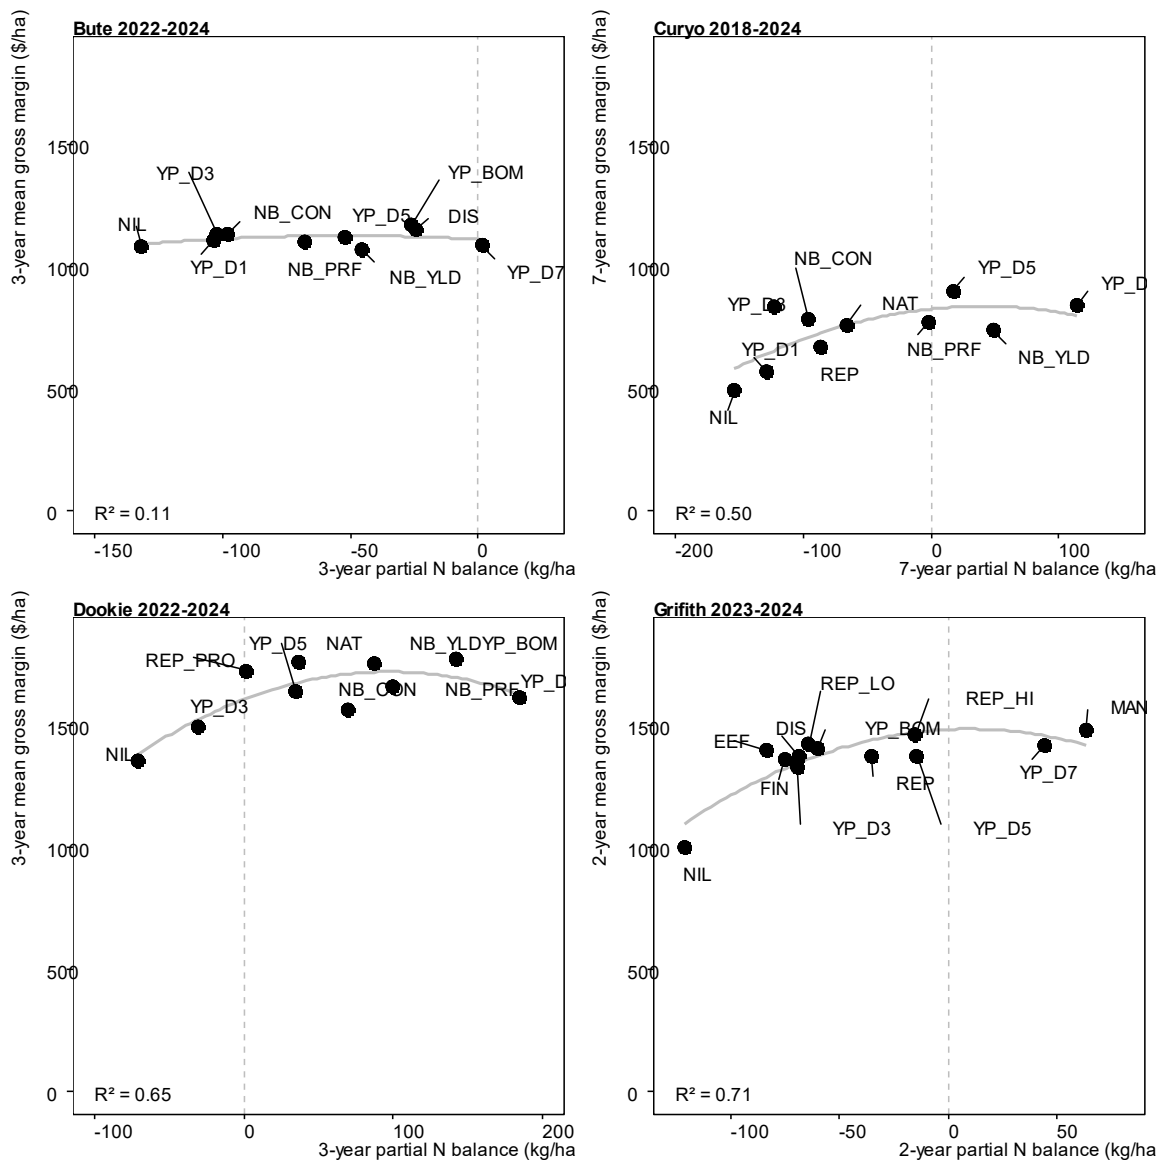 Bute 2022-2024
3-year mean gross margin ($/ha)
1500
1000
500
0
YP_D3
YP_BOM
NIL
NB_CON
YP_D5
DIS
YP_D1
NB_PRF
NB_YLD
YP_D7
R² = 0.11
-150
-100
-50
0
3-year partial N balance (kg/ha
Curyo 2018-2024
7-year mean gross margin ($/ha)
1500
1000
500
0
NB_CON
YP_D5
YP_D
YP_D3
NAT
YP_D1
NB_PRF
NB_YLD
REP
NIL
R² = 0.50
-200
-100
0
100
7-year partial N balance (kg/ha
Dookie 2022-2024
3-year mean gross margin ($/ha)
1500
1000
500
0
REP_PRO
YP_D5
NAT
NB_YLD
YP_BOM
YP_D3
NB_CON
NB_PRF
YP_D
NIL
R² = 0.65
-100
0
100
200
3-year partial N balance (kg/ha
Grifith 2023-2024
2-year mean gross margin ($/ha)
1500
1000
500
0
REP_LO
REP_HI
MAN
EEF
DIS
YP_BOM
FIN
REP
YP_D7
YP_D3
YP_D5
NIL
R² = 0.71
-100
-50
0
50
2-year partial N balance (kg/ha